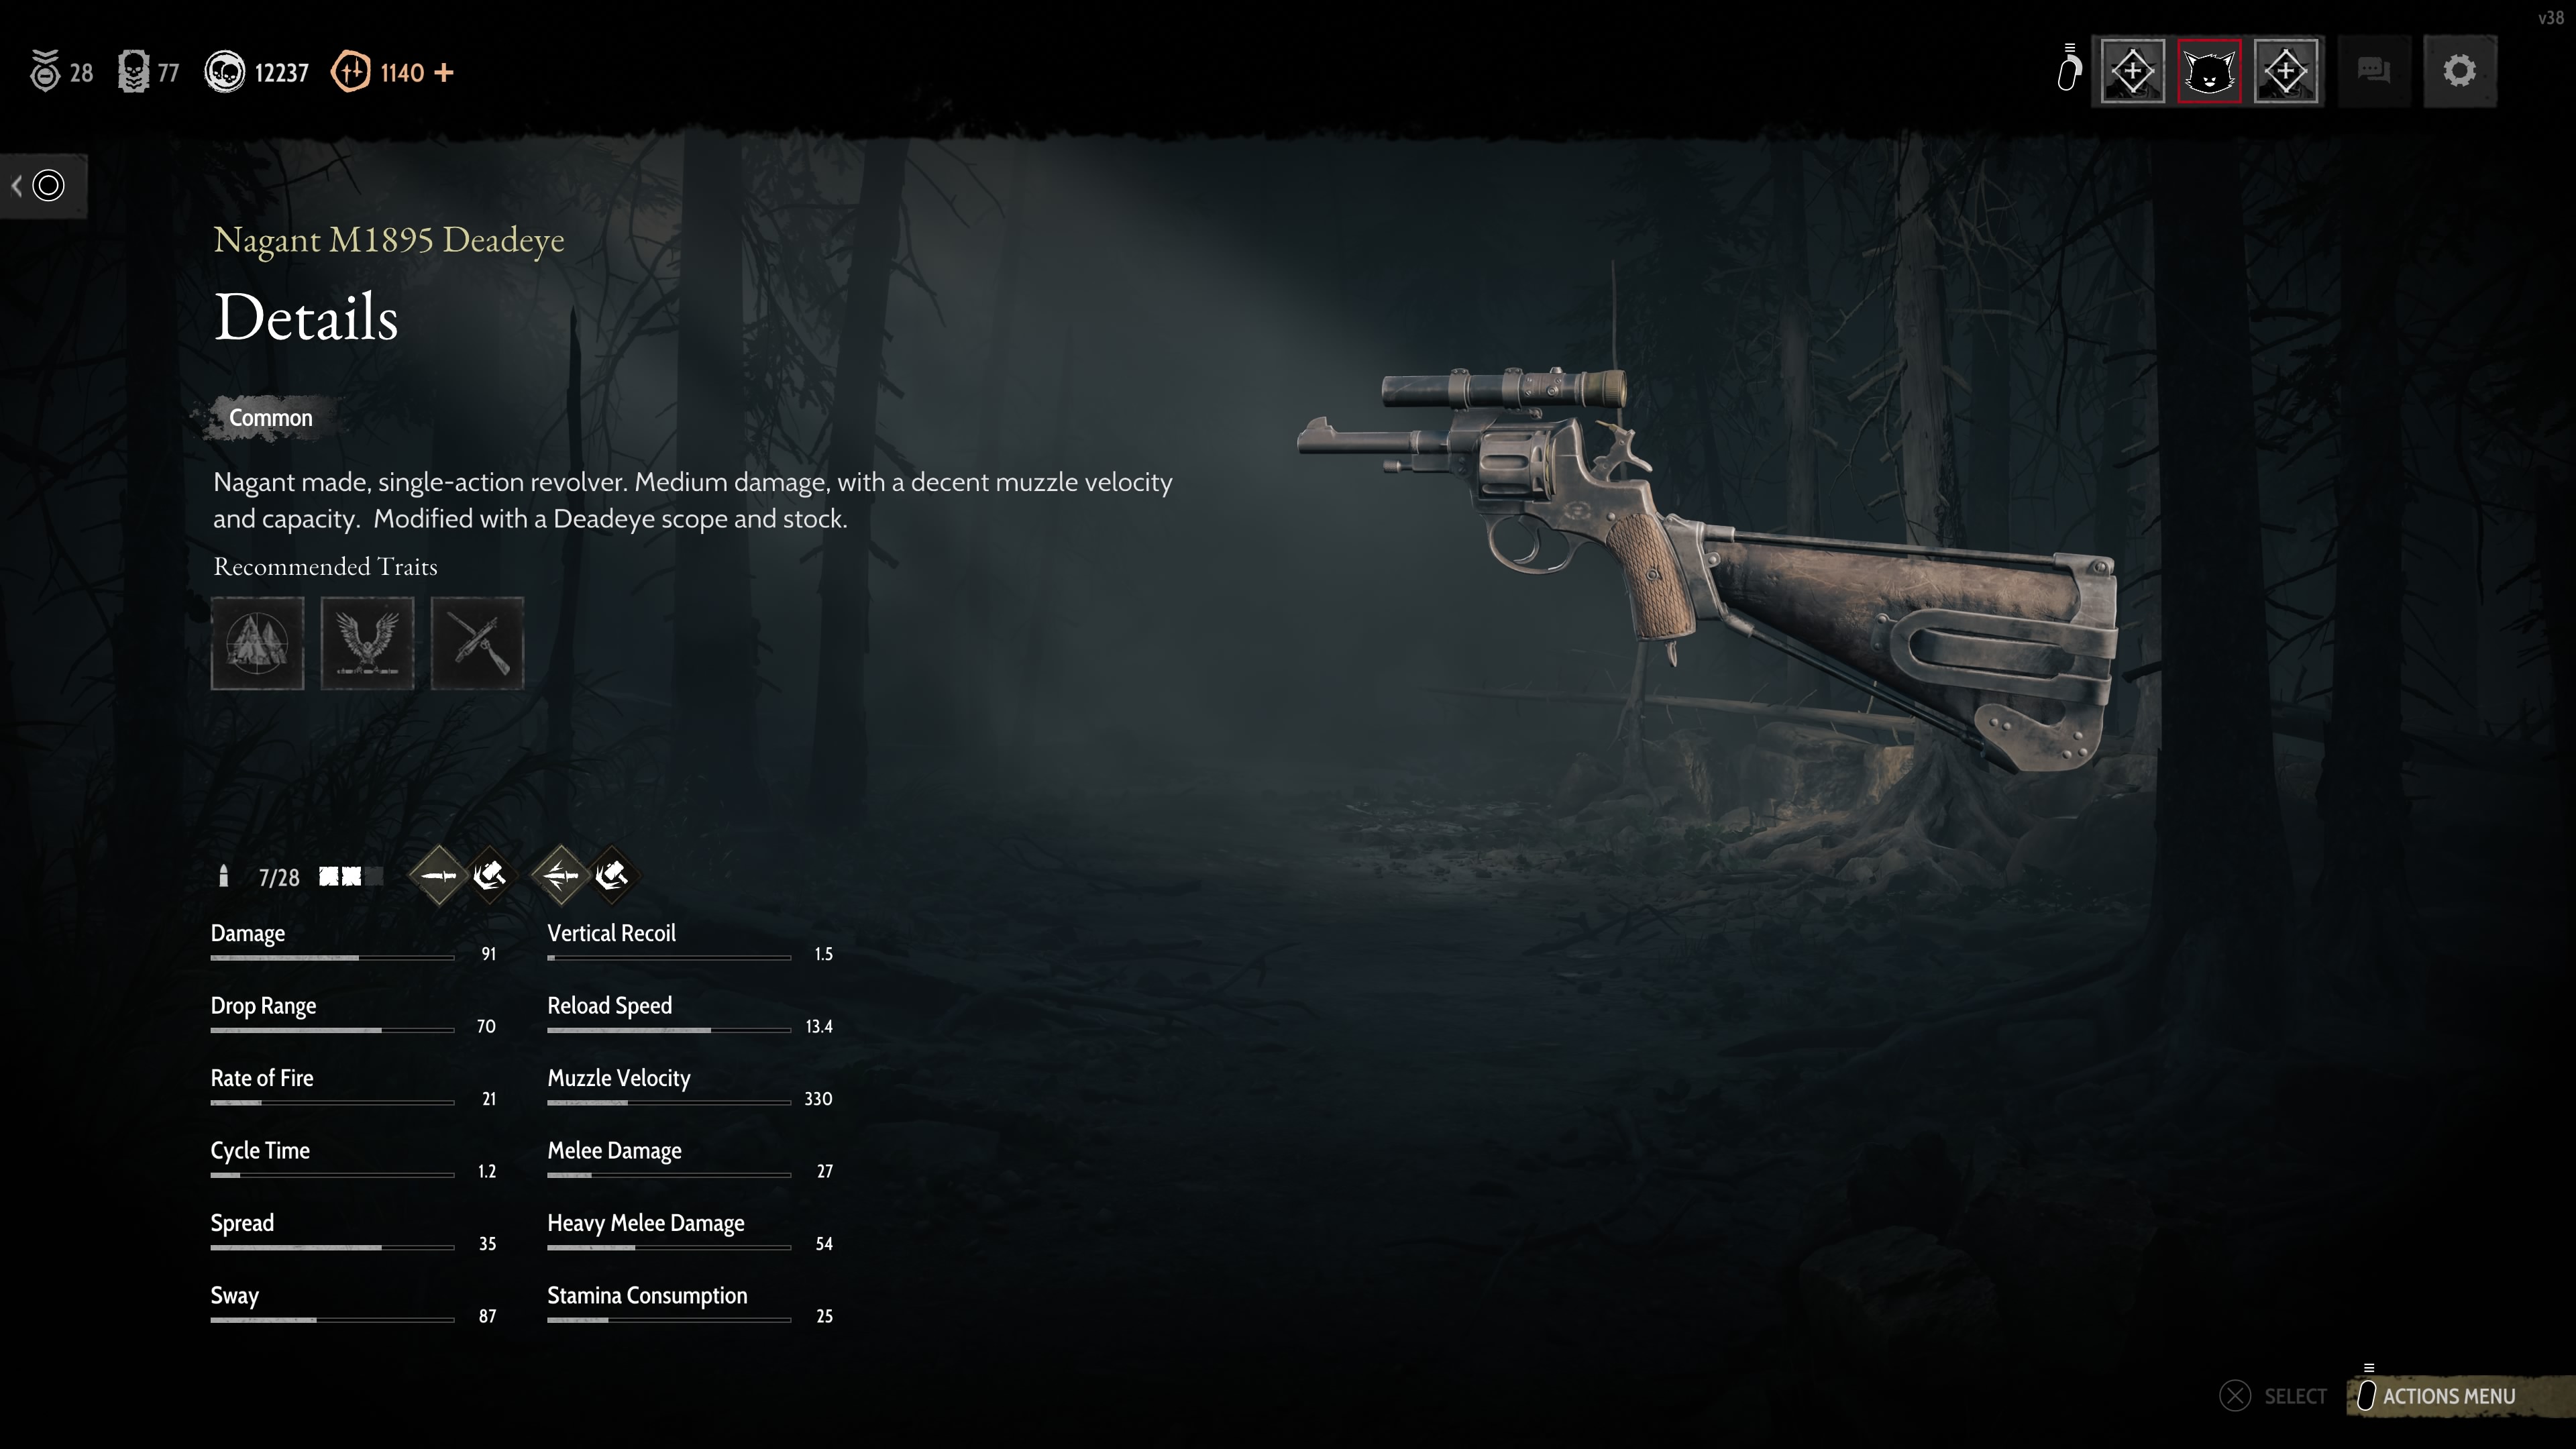 v38
28
77
12237
1140 +
Nagant M1895 Deadeye
Details
Common
Nagant made, single-action revolver. Medium damage, with a decent muzzle velocity
and capacity.  Modified with a Deadeye scope and stock.
Recommended Traits
7/28
Damage 91
Vertical Recoil 1.5
Drop Range 70
Reload Speed 13.4
Rate of Fire 21
Muzzle Velocity 330
Cycle Time 1.2
Melee Damage 27
Spread 35
Heavy Melee Damage 54
Sway 87
Stamina Consumption 25
SELECT
ACTIONS MENU